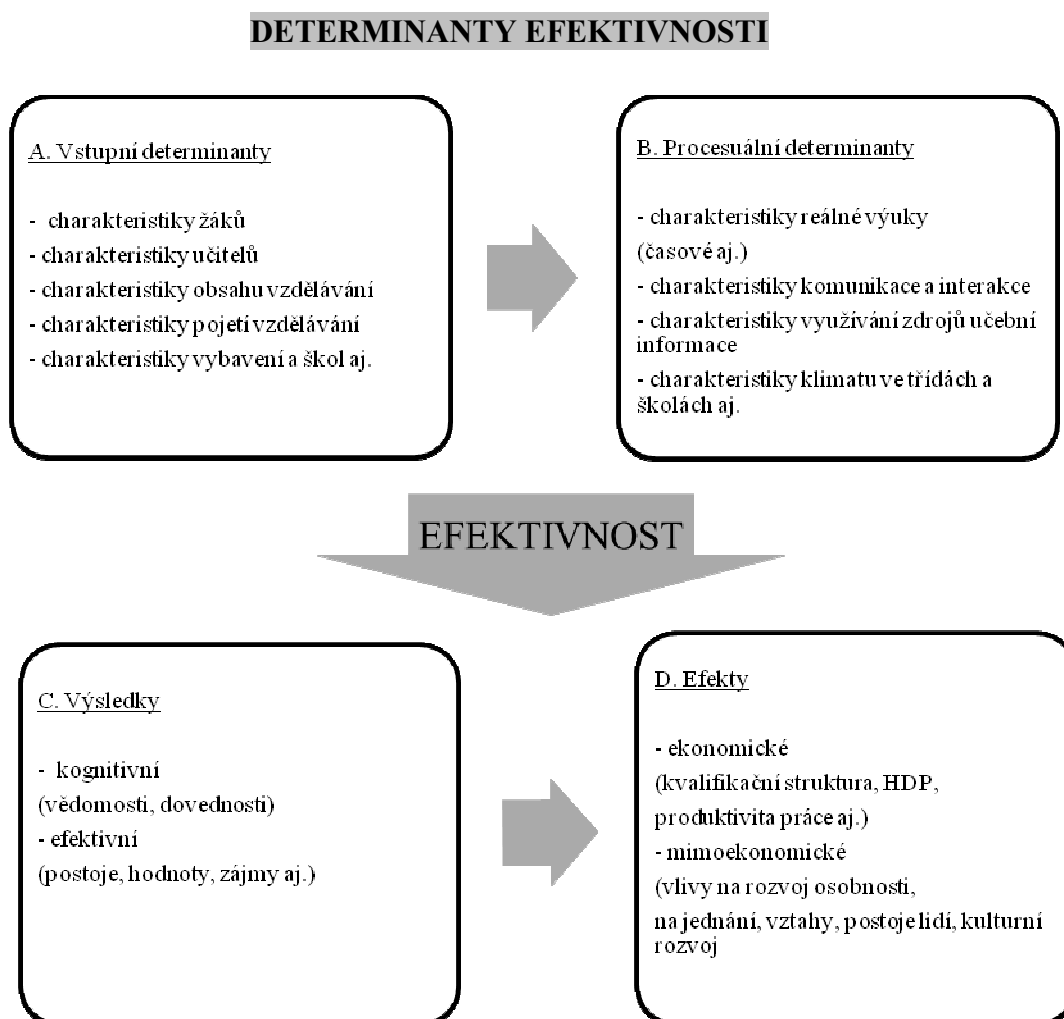 DETERMINANTY EFEKTIVNOSTI
A. Vstupní determinanty
- charakteristiky žáků
- charakteristiky učitelů
- charakteristiky obsahu vzdělávání
- charakteristiky pojetí vzdělávání
- charakteristiky vybavení a škol aj.
B. Procesuální determinanty
- charakteristiky reálné výuky
(časové aj.)
- charakteristiky komunikace a interakce
- charakteristiky využívání zdrojů učební
informace
- charakteristiky klimatu ve třídách a
školách aj.
EFEKTIVNOST
C. Výsledky
- kognitivní
(vědomosti, dovednosti)
- efektivní
(postoje, hodnoty, zájmy aj.)
D. Efekty
- ekonomické
(kvalifikační struktura, HDP,
produktivita práce aj.)
- mimoekonomické
(vlivy na rozvoj osobnosti,
na jednání, vztahy, postoje lidí, kulturní
rozvoj